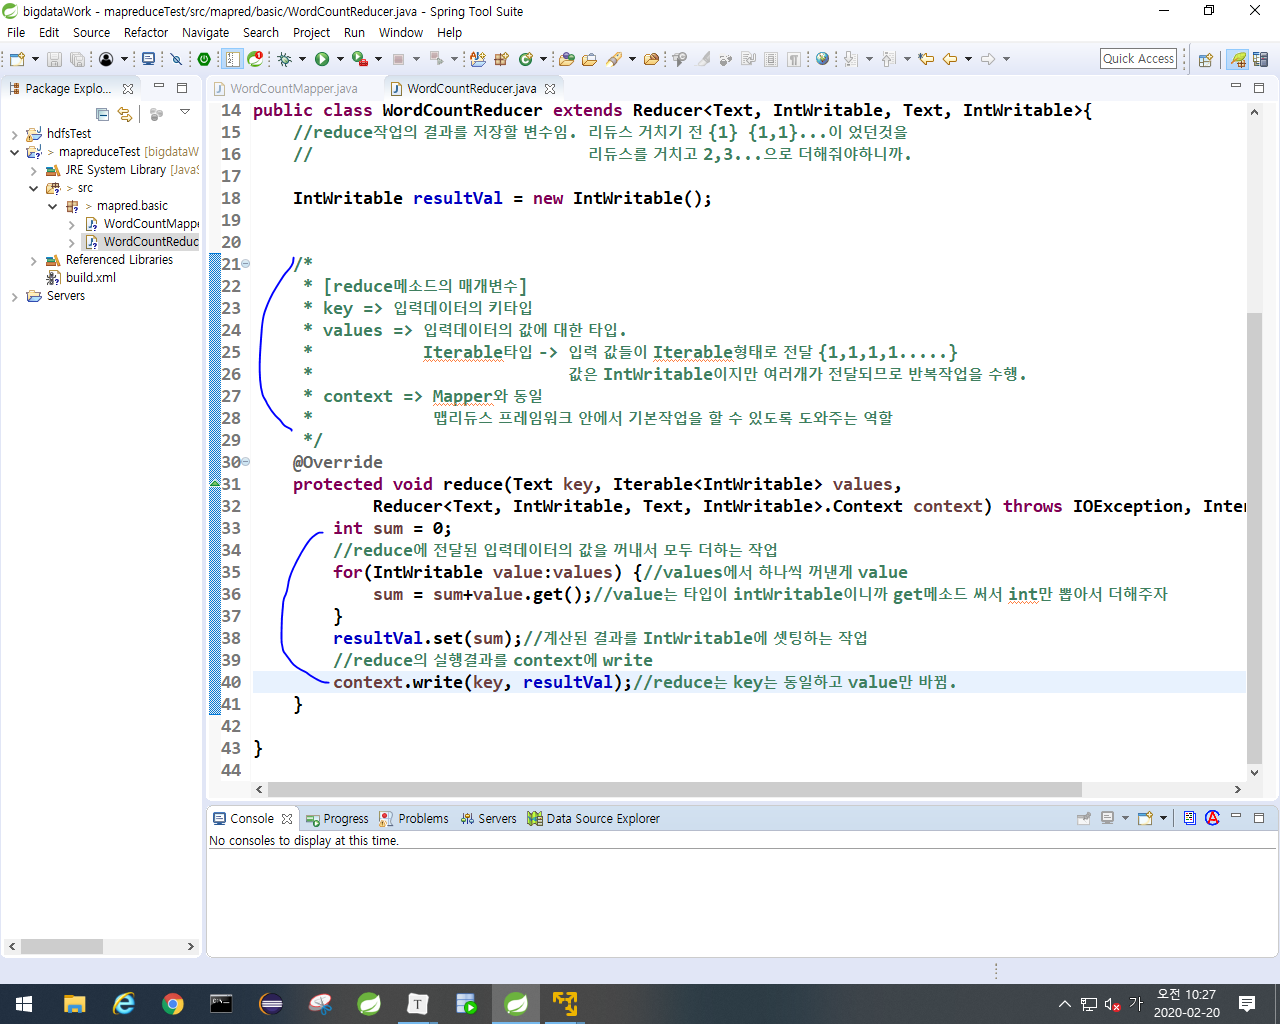 bigdataWork - mapreduceTest/src/mapred/basic/WordCountReducer.java - Spring Tool Suite
File Edit Source Refactor Navigate Search Project Run Window Help
Quick Access
Package Explo...
hdfsTest
> mapreduceTest [bigdataW
JRE System Library [JavaS
> src
> mapred.basic
WordCountMappe
WordCountReduc
Referenced Libraries
build.xml
Servers
WordCountMapper.java WordCountReducer.java
14 public class WordCountReducer extends Reducer<Text, IntWritable, Text, IntWritable>{
15 //reduce작업의 결과를 저장할 변수임. 리듀스 거치기 전 {1} {1,1}...이 었던것을
16 // 리듀스를 거치고 2,3...으로 더해줘야하니까.
17
18 IntWritable resultVal = new IntWritable();
19
20
21 /*
22 * [reduce메소드의 매개변수]
23 * key => 입력데이터의 키타입
24 * values => 입력데이터의 값에 대한 타입.
25 * Iterable타입 -> 입력 값들이 Iterable형태로 전달 {1,1,1,1.....}
26 * 값은 IntWritable이지만 여러개가 전달되므로 반복작업을 수행.
27 * context => Mapper와 동일
28 * 맵리듀스 프레임워크 안에서 기본작업을 할 수 있도록 도와주는 역할
29 */
30 @Override
31 protected void reduce(Text key, Iterable<IntWritable> values,
32 Reducer<Text, IntWritable, Text, IntWritable>.Context context) throws IOException, Inter
33 int sum = 0;
34 //reduce에 전달된 입력데이터의 값을 꺼내서 모두 더하는 작업
35 for(IntWritable value:values) {//values에서 하나씩 꺼낸게 value
36 sum = sum+value.get();//value는 타입이 intWritable이니까 get메소드 써서 int만 뽑아서 더해주자
37 }
38 resultVal.set(sum);//계산된 결과를 IntWritable에 셋팅하는 작업
39 //reduce의 실행결과를 context에 write
40 context.write(key, resultVal);//reduce는 key는 동일하고 value만 바뀜.
41 }
42
43 }
44
Console Progress Problems Servers Data Source Explorer
No consoles to display at this time.
가 오전 10:27
2020-02-20